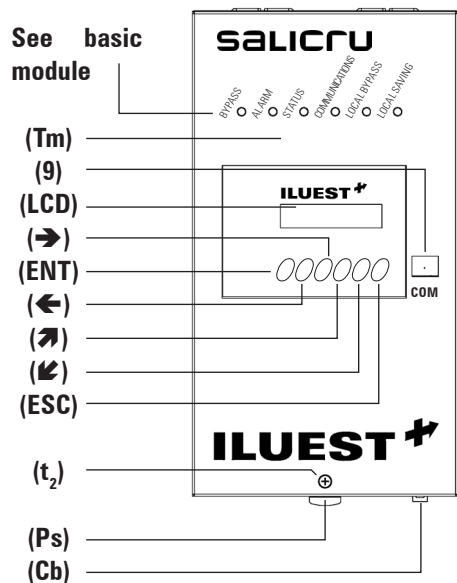 See basic
module
SALICRU
BYPASS
ALARM
STATUS
COMMUNICATIONS
LOCAL BYPASS
LOCAL SAVING
(Tm)
(9)
(LCD)
ILUEST+
(➔)
(ENT)
(←)
COM
(↗)
(↙)
(ESC)
ILUEST+
(t₂)
(Ps)
(Cb)